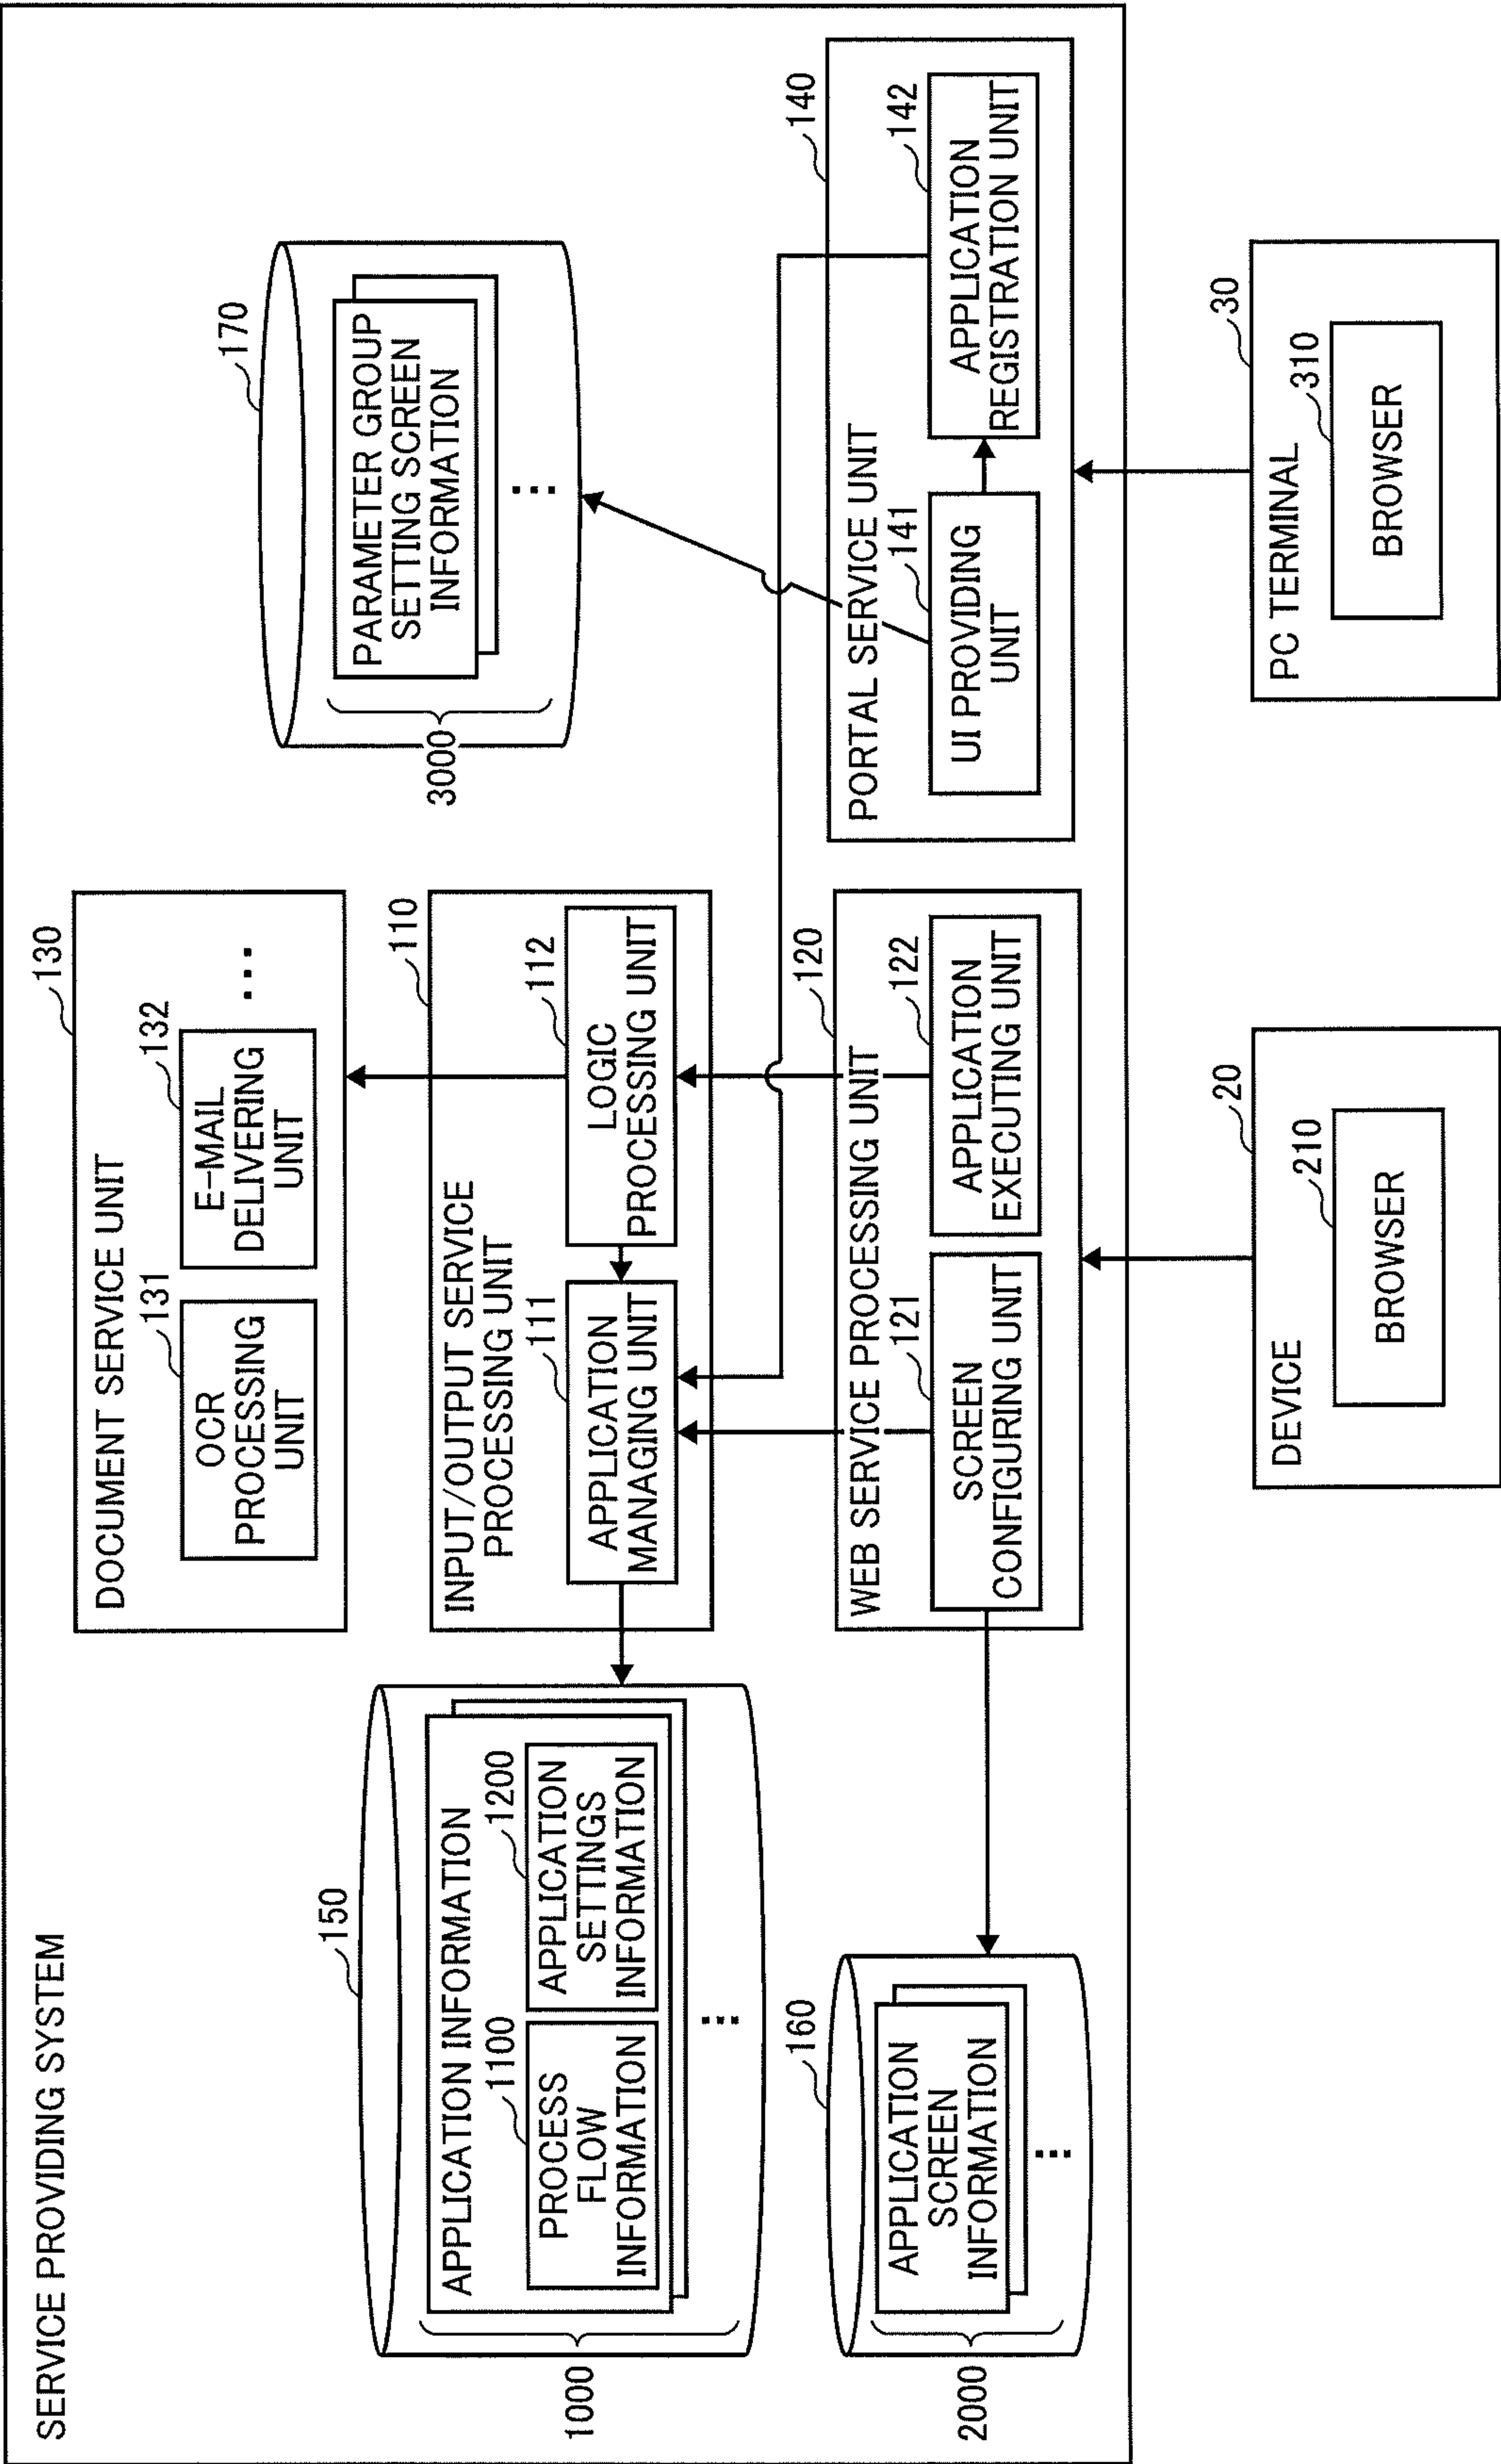 SERVICE PROVIDING SYSTEM
150
APPLICATION INFORMATION
1100
PROCESS
FLOW
INFORMATION
1200
APPLICATION
SETTINGS
INFORMATION
...
1000
160
APPLICATION
SCREEN
INFORMATION
...
2000
130
DOCUMENT SERVICE UNIT
131
OCR
PROCESSING
UNIT
132
E-MAIL
DELIVERING
UNIT
...
110
INPUT/OUTPUT SERVICE
PROCESSING UNIT
111
APPLICATION
MANAGING UNIT
112
LOGIC
PROCESSING UNIT
120
WEB SERVICE PROCESSING UNIT
121
SCREEN
CONFIGURING UNIT
122
APPLICATION
EXECUTING UNIT
170
PARAMETER GROUP
SETTING SCREEN
INFORMATION
...
3000
140
PORTAL SERVICE UNIT
141
UI PROVIDING
UNIT
142
APPLICATION
REGISTRATION UNIT
20
DEVICE
210
BROWSER
30
PC TERMINAL
310
BROWSER